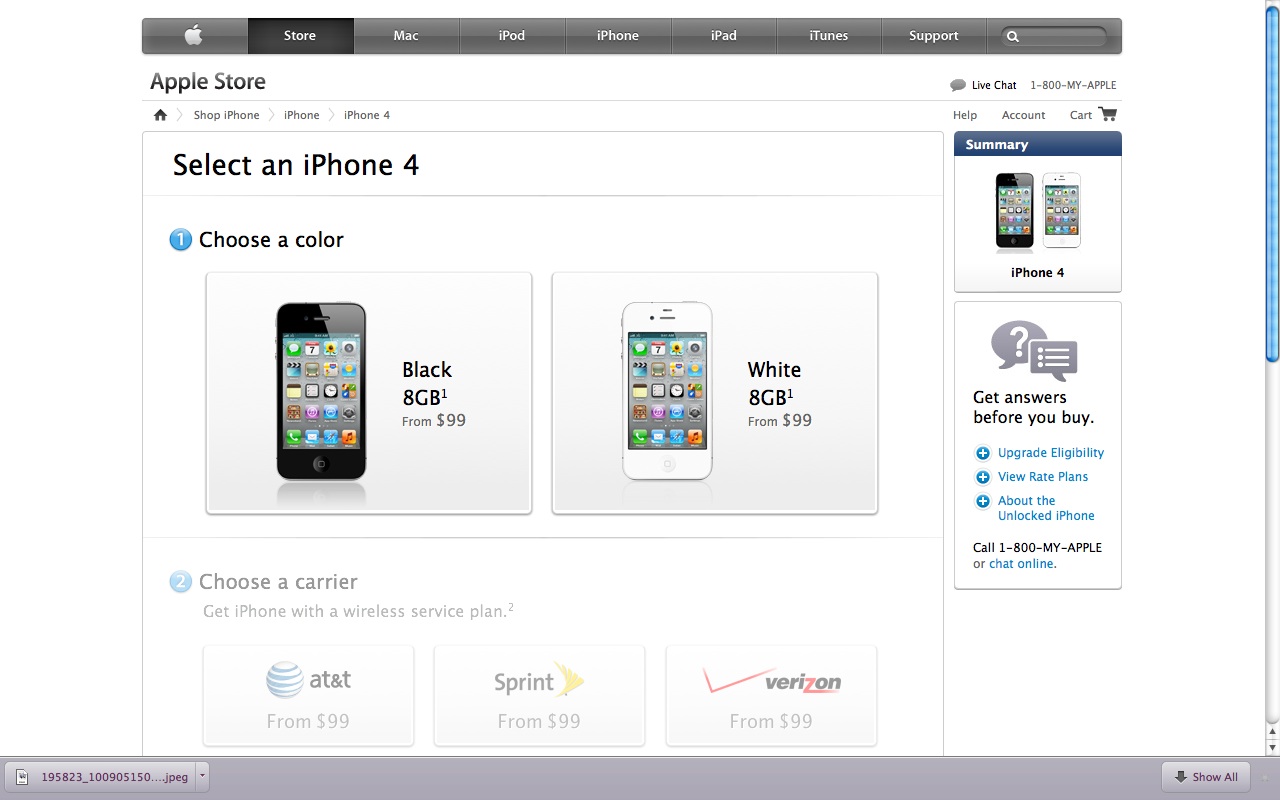 Store Mac iPod iPhone iPad iTunes Support
Apple Store
Live Chat 1-800-MY-APPLE
Shop iPhone iPhone iPhone 4
Help Account Cart
Select an iPhone 4
1 Choose a color
Black
8GB1
From $99
White
8GB1
From $99
2 Choose a carrier
Get iPhone with a wireless service plan.2
at&t
From $99
Sprint
From $99
verizon
From $99
Summary
iPhone 4
Get answers
before you buy.
Upgrade Eligibility
View Rate Plans
About the
Unlocked iPhone
Call 1-800-MY-APPLE
or chat online.
195823_100905150....jpeg
Show All